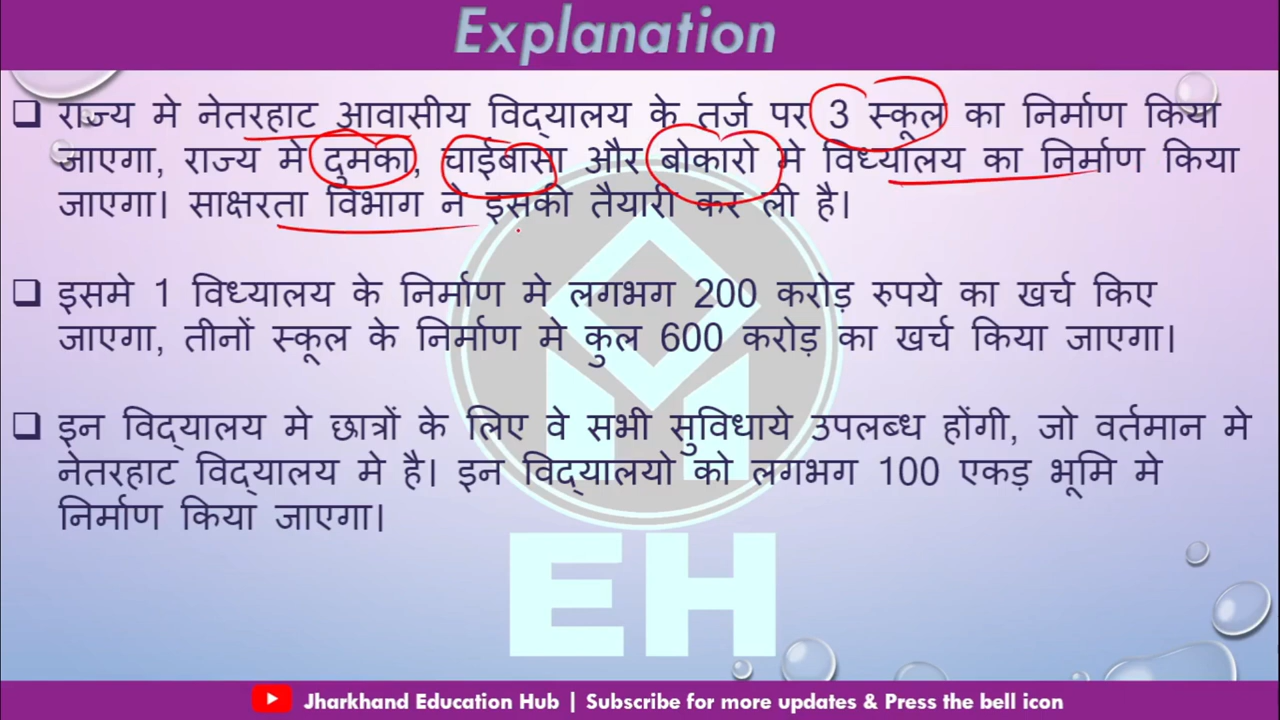 Explanation
राज्य मे नेतरहाट आवासीय विद्यालय के तर्ज पर 3 स्कूल का निर्माण किया
जाएगा, राज्य मे दुमका, चाईबासा और बोकारो मे विध्यालय का निर्माण किया
जाएगा। साक्षरता विभाग ने इसकी तैयारी कर ली है।
इसमे 1 विध्यालय के निर्माण मे लगभग 200 करोड़ रुपये का खर्च किए
जाएगा, तीनों स्कूल के निर्माण मे कुल 600 करोड़ का खर्च किया जाएगा।
इन विद्यालय मे छात्रों के लिए वे सभी सुविधाये उपलब्ध होंगी, जो वर्तमान मे
नेतरहाट विद्यालय मे है। इन विद्यालयो को लगभग 100 एकड़ भूमि मे
निर्माण किया जाएगा।
EH
Jharkhand Education Hub | Subscribe for more updates & Press the bell icon